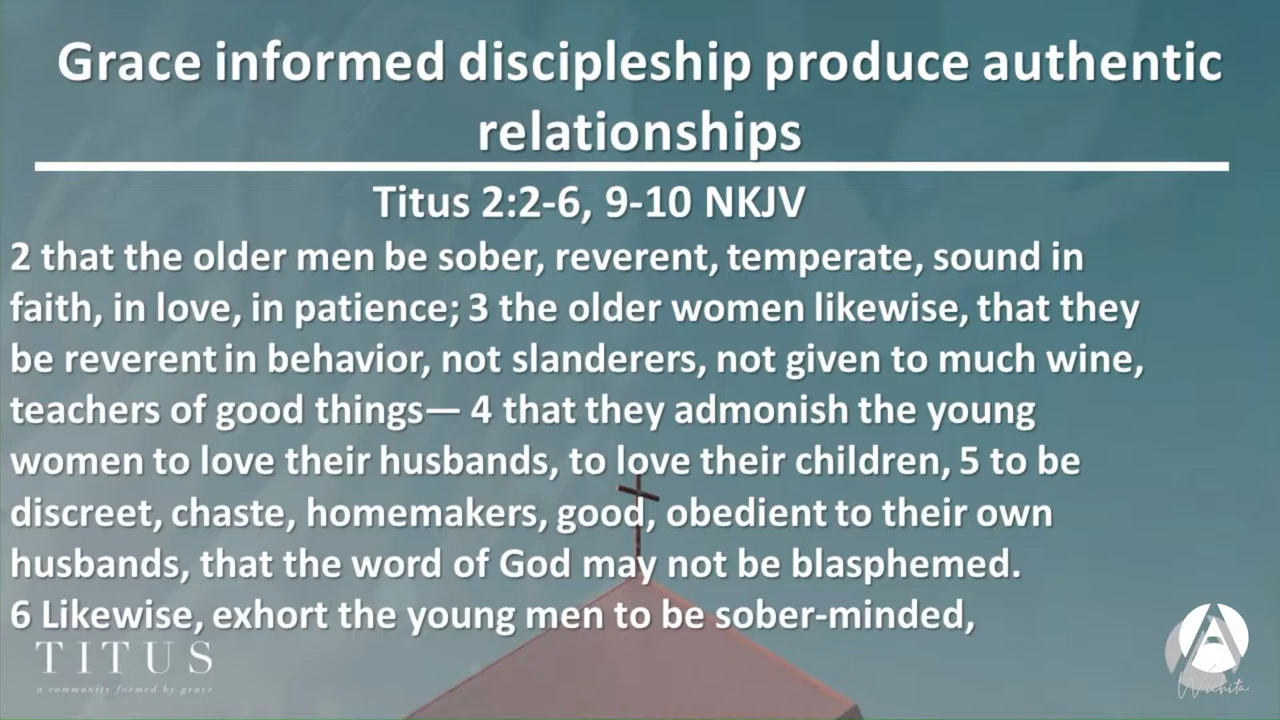 Grace informed discipleship produce authentic
relationships
Titus 2:2-6, 9-10 NKJV
2 that the older men be sober, reverent, temperate, sound in
faith, in love, in patience; 3 the older women likewise, that they
be reverent in behavior, not slanderers, not given to much wine,
teachers of good things— 4 that they admonish the young
women to love their husbands, to love their children, 5 to be
discreet, chaste, homemakers, good, obedient to their own
husbands, that the word of God may not be blasphemed.
6 Likewise, exhort the young men to be sober-minded,
TITUS
a community formed by grace
A
Wichita